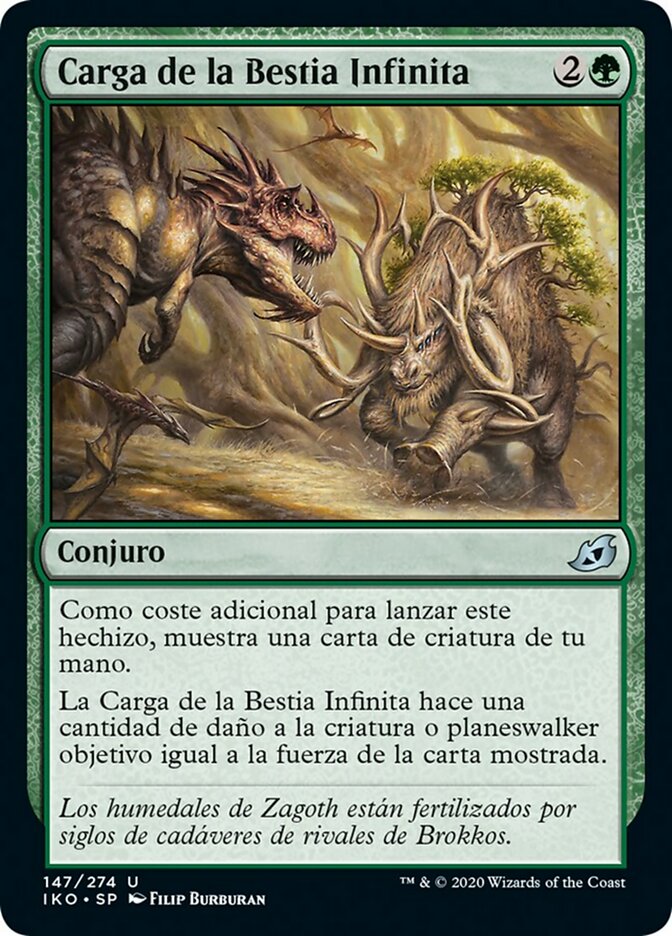 Carga de la Bestia Infinita 2
Conjuro
Como coste adicional para lanzar este
hechizo, muestra una carta de criatura de tu
mano.
La Carga de la Bestia Infinita hace una
cantidad de daño a la criatura o planeswalker
objetivo igual a la fuerza de la carta mostrada.
Los humedales de Zagoth están fertilizados por
siglos de cadáveres de rivales de Brokkos.
147/274 U
IKO • SP Filip Burburan
™ & © 2020 Wizards of the Coast